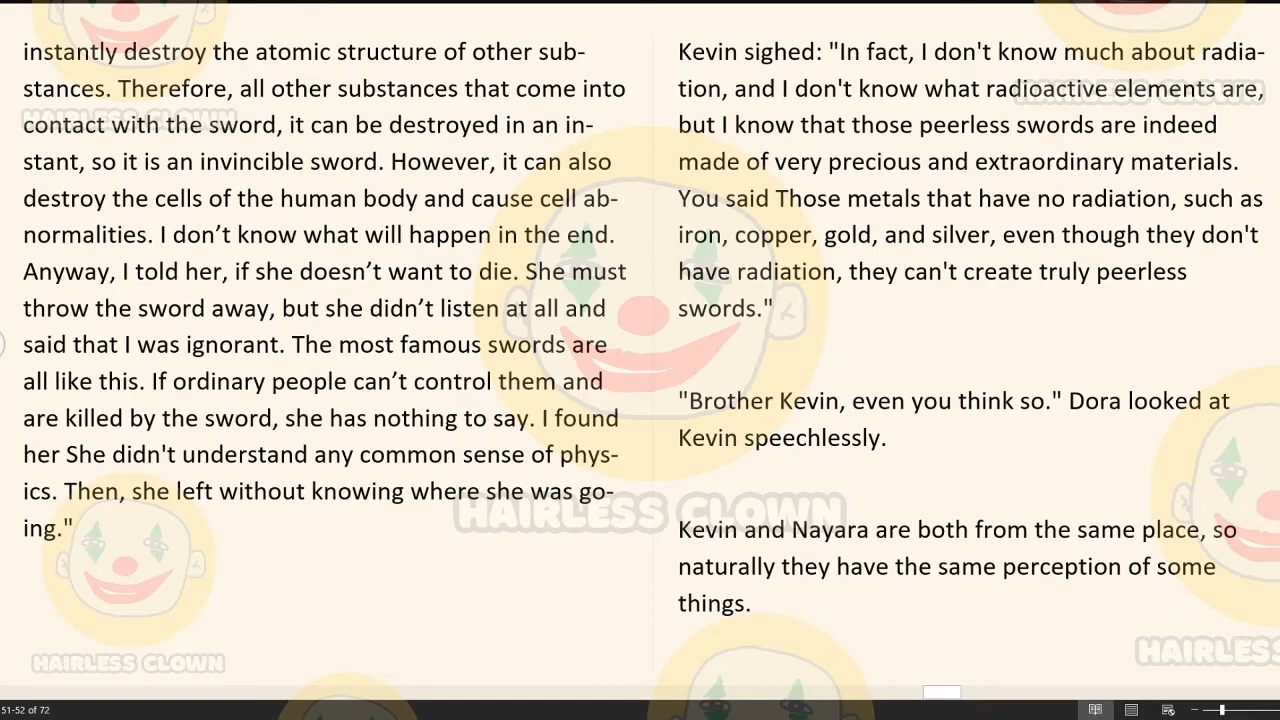 instantly destroy the atomic structure of other sub-
stances. Therefore, all other substances that come into
contact with the sword, it can be destroyed in an in-
stant, so it is an invincible sword. However, it can also
destroy the cells of the human body and cause cell ab-
normalities. I don’t know what will happen in the end.
Anyway, I told her, if she doesn’t want to die. She must
throw the sword away, but she didn’t listen at all and
said that I was ignorant. The most famous swords are
all like this. If ordinary people can’t control them and
are killed by the sword, she has nothing to say. I found
her She didn't understand any common sense of phys-
ics. Then, she left without knowing where she was go-
ing."
Kevin sighed: "In fact, I don't know much about radia-
tion, and I don't know what radioactive elements are,
but I know that those peerless swords are indeed
made of very precious and extraordinary materials.
You said Those metals that have no radiation, such as
iron, copper, gold, and silver, even though they don't
have radiation, they can't create truly peerless
swords."
"Brother Kevin, even you think so." Dora looked at
Kevin speechlessly.
Kevin and Nayara are both from the same place, so
naturally they have the same perception of some
things.
HAIRLESS CLOWN
HAIRLESS CLOWN
HAIRLESS CLOWN
HAIRLESS CLOWN
HAIRLESS
51-52 of 72